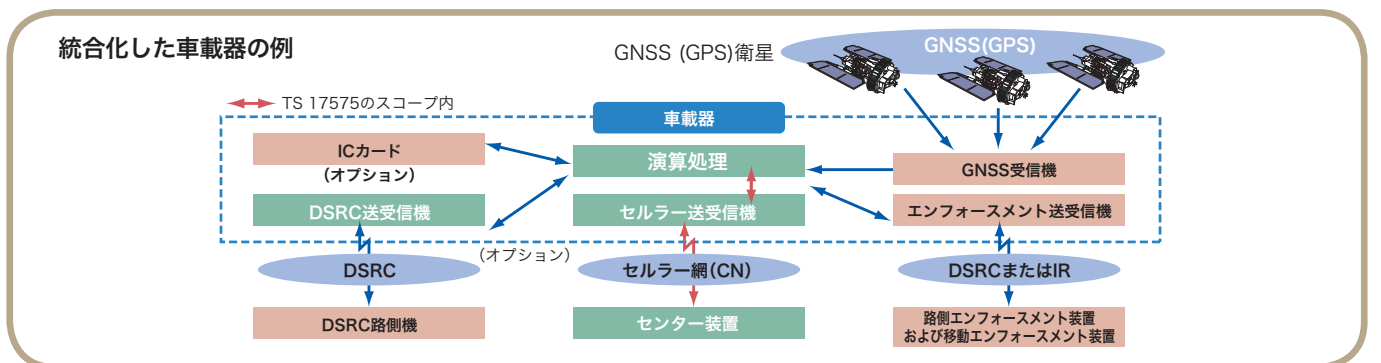 統合化した車載器の例
GNSS (GPS)衛星
GNSS(GPS)
TS 17575のスコープ内
車載器
ICカード
(オプション)
演算処理
GNSS受信機
DSRC送受信機
セルラー送受信機
エンフォースメント送受信機
(オプション)
DSRC
セルラー網(CN)
DSRCまたはIR
DSRC路側機
センター装置
路側エンフォースメント装置
および移動エンフォースメント装置